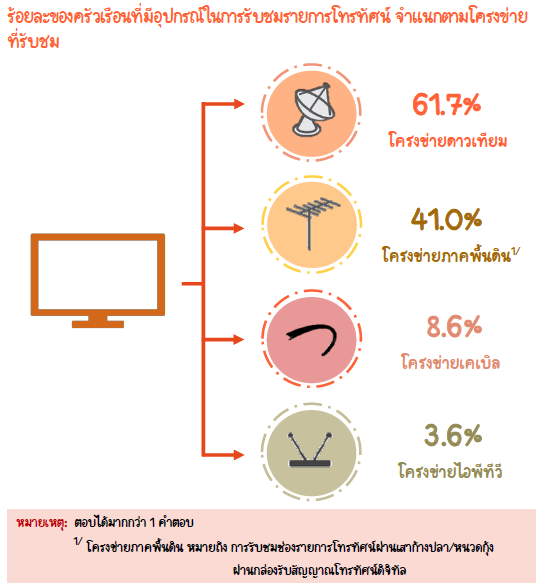 ร้อยละของครัวเรือนที่มีอุปกรณ์ในการรับชมรายการโทรทัศน์ จำแนกตามโครงข่าย
ที่รับชม
61.7%
โครงข่ายดาวเทียม
41.0%
โครงข่ายภาคพื้นดิน1/
8.6%
โครงข่ายเคเบิล
3.6%
โครงข่ายไอพีทีวี
หมายเหตุ: ตอบได้มากกว่า 1 คำตอบ
1/ โครงข่ายภาคพื้นดิน หมายถึง การรับชมช่องรายการโทรทัศน์ผ่านเสาก้างปลา/หนวดกุ้ง
ผ่านกล่องรับสัญญาณโทรทัศน์ดิจิทัล